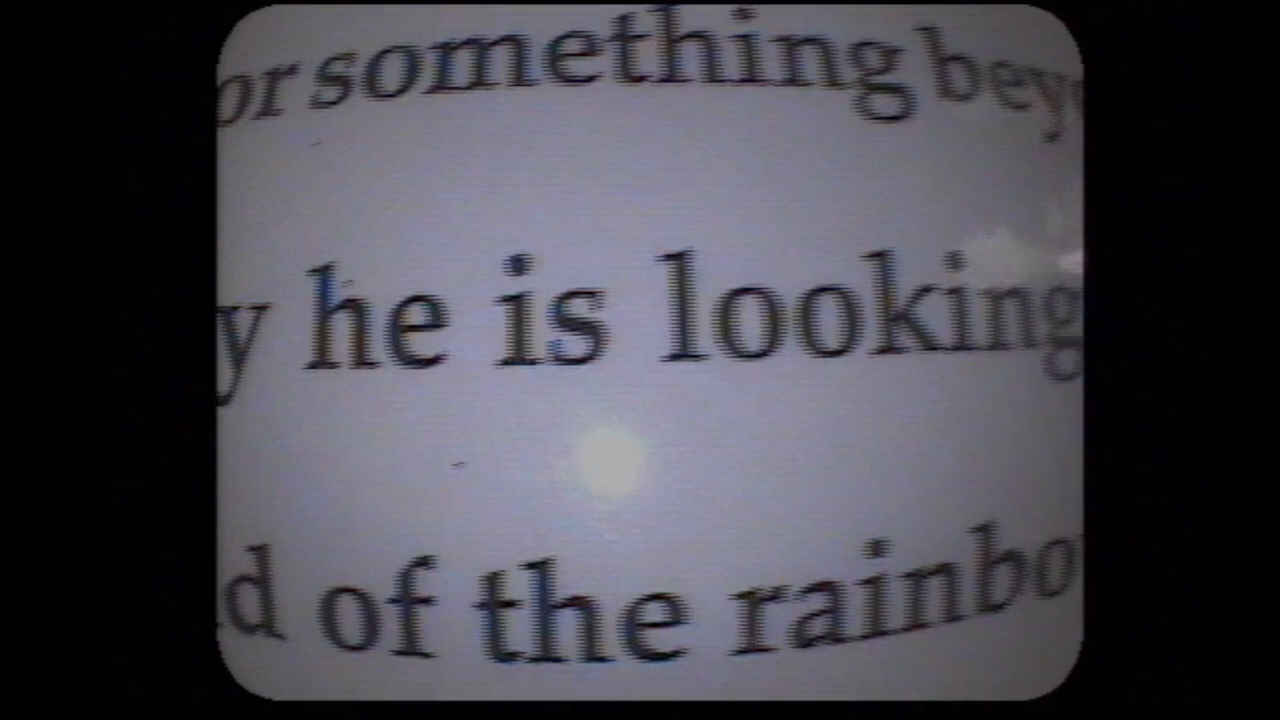 or something bey
y he is looking
d of the rainbo